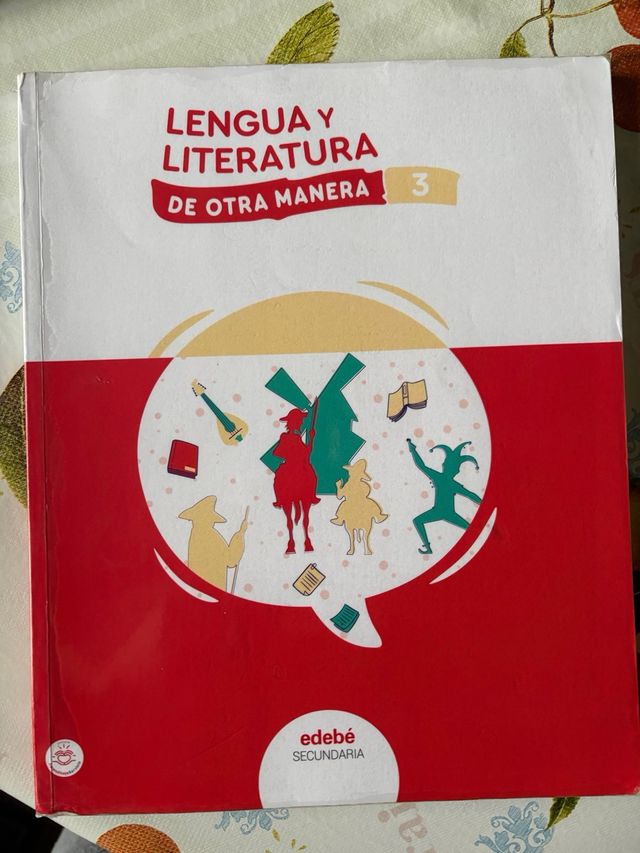 LENGUA Y
LITERATURA
DE OTRA MANERA 3
edebé
SECUNDARIA